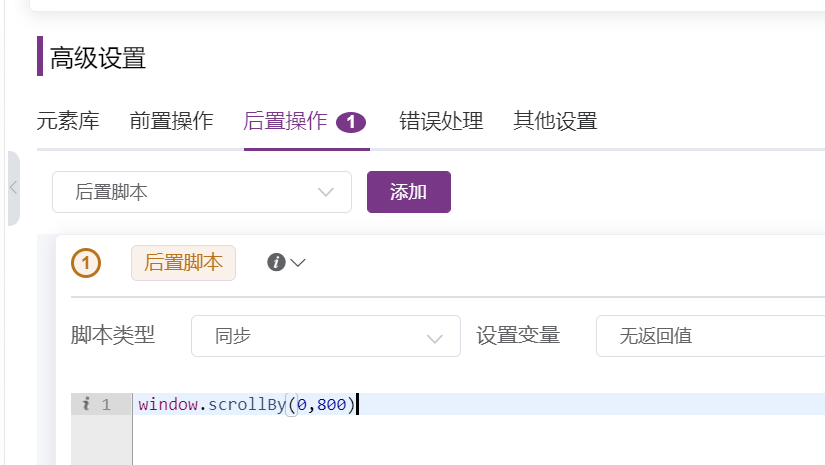 高级设置
元素库 前置操作 后置操作 1 错误处理 其他设置
后置脚本 添加
1 后置脚本 i
脚本类型 同步 设置变量 无返回值
i 1 window.scrollBy(0,800)